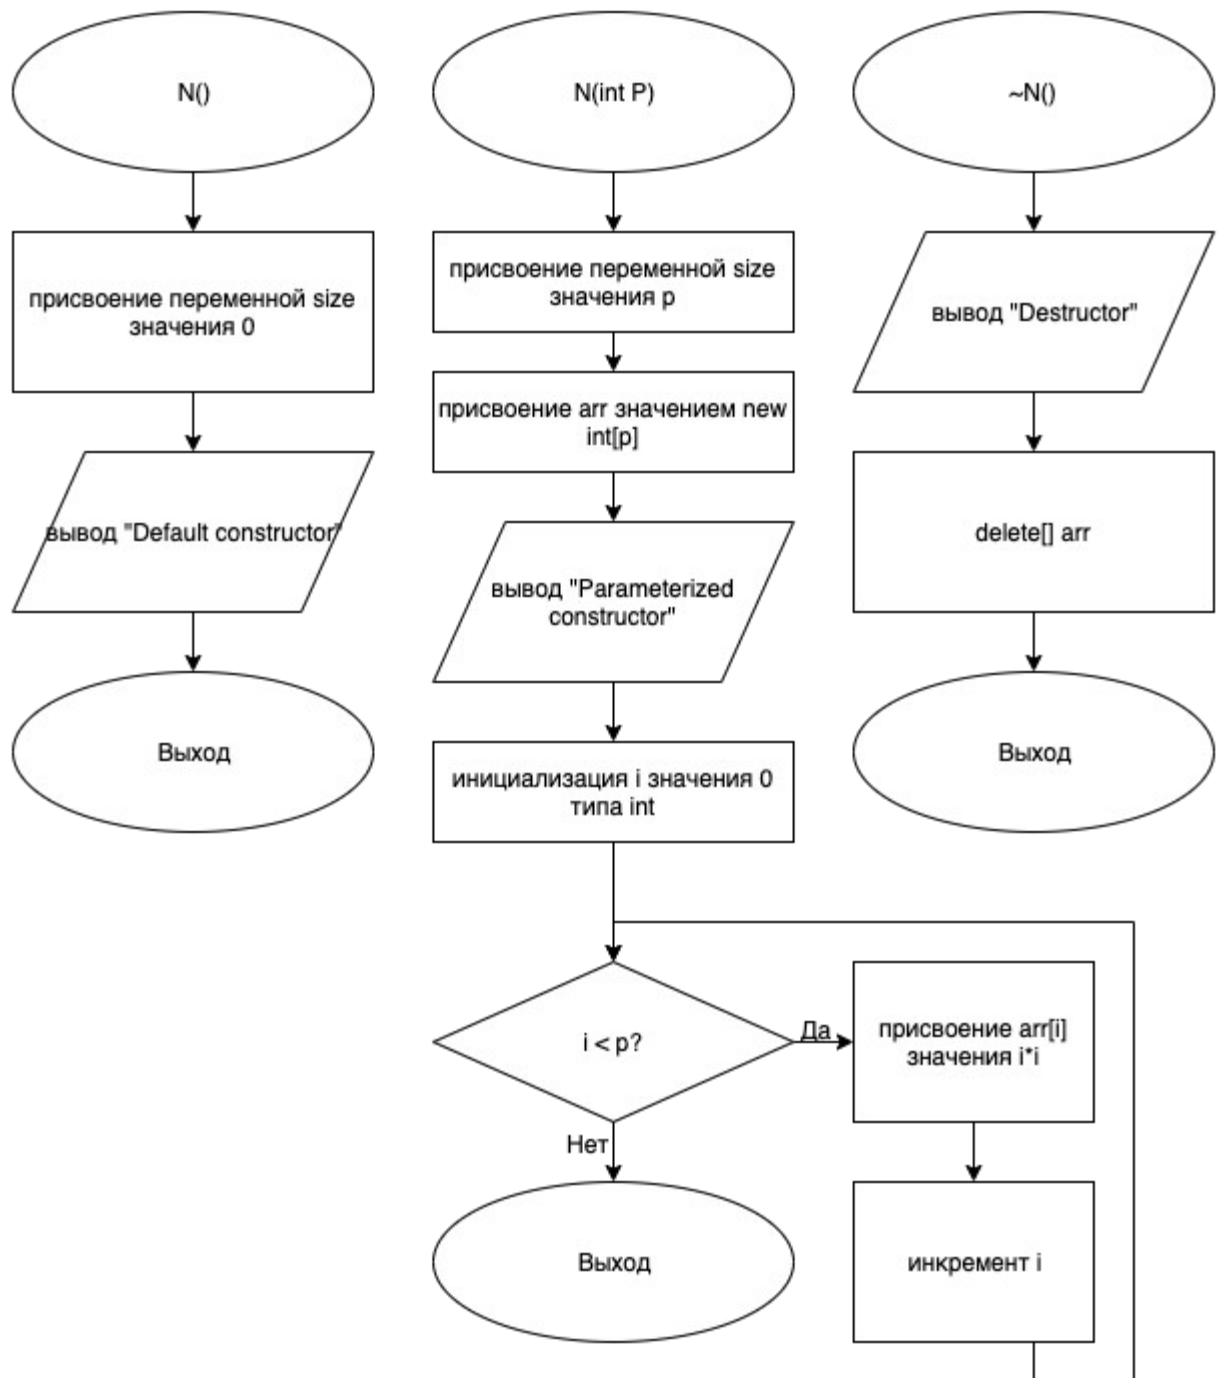 N()
присвоение переменной size
значения 0
вывод "Default constructor"
Выход
N(int P)
присвоение переменной size
значения p
присвоение arr значением new
int[p]
вывод "Parameterized
constructor"
инициализация i значения 0
типа int
i < p?
Да
присвоение arr[i]
значения i*i
инкремент i
Нет
Выход
~N()
вывод "Destructor"
delete[] arr
Выход